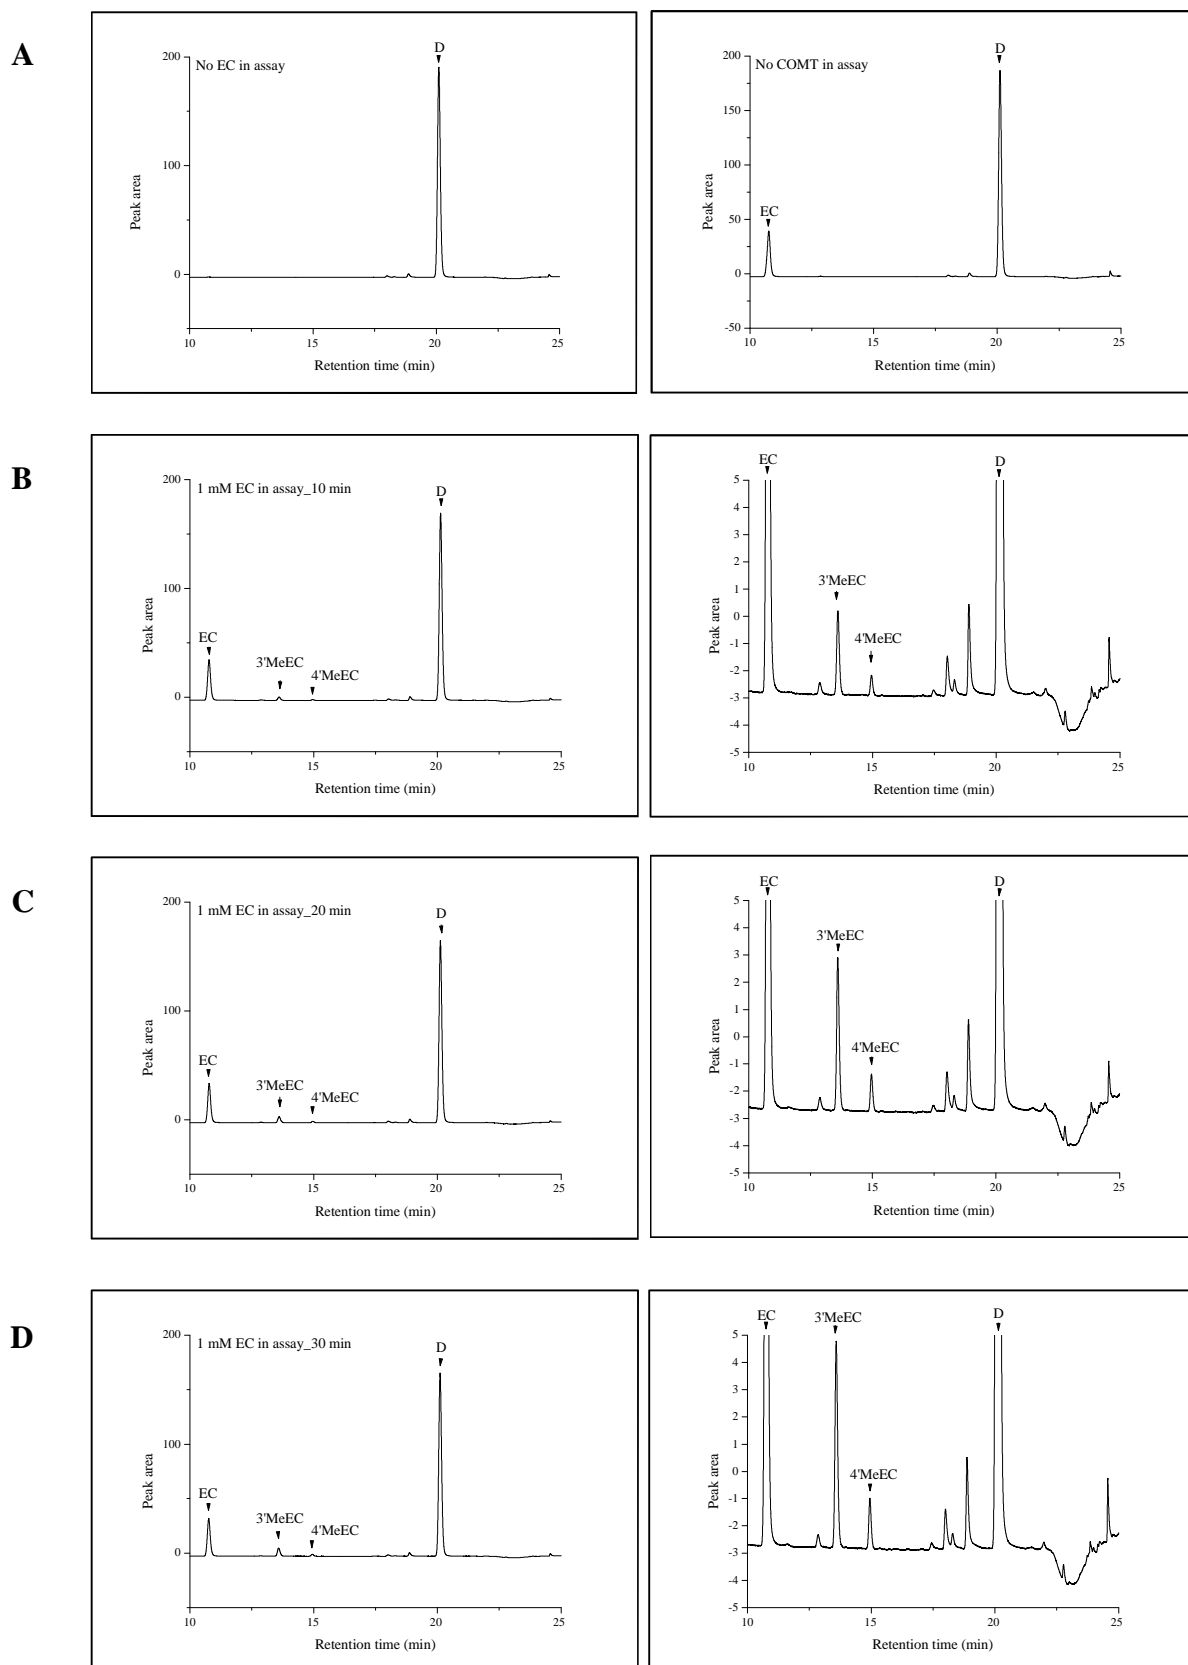 A
No EC in assay
D
200
100
0
Peak area
10 15 20 25
Retention time (min)
No COMT in assay
D
EC
200
150
100
50
0
-50
Peak area
10 15 20 25
Retention time (min)
B
1 mM EC in assay_10 min
D
EC
3'MeEC
4'MeEC
200
100
0
Peak area
10 15 20 25
Retention time (min)
EC
D
3'MeEC
4'MeEC
5
4
3
2
1
0
-1
-2
-3
-4
-5
Peak area
10 15 20 25
Retention time (min)
C
1 mM EC in assay_20 min
D
EC
3'MeEC
4'MeEC
200
100
0
Peak area
10 15 20 25
Retention time (min)
EC
D
3'MeEC
4'MeEC
5
4
3
2
1
0
-1
-2
-3
-4
-5
Peak area
10 15 20 25
Retention time (min)
D
1 mM EC in assay_30 min
D
EC
3'MeEC
4'MeEC
200
100
0
Peak area
10 15 20 25
Retention time (min)
EC
3'MeEC
D
4'MeEC
5
4
3
2
1
0
-1
-2
-3
-4
-5
Peak area
10 15 20 25
Retention time (min)